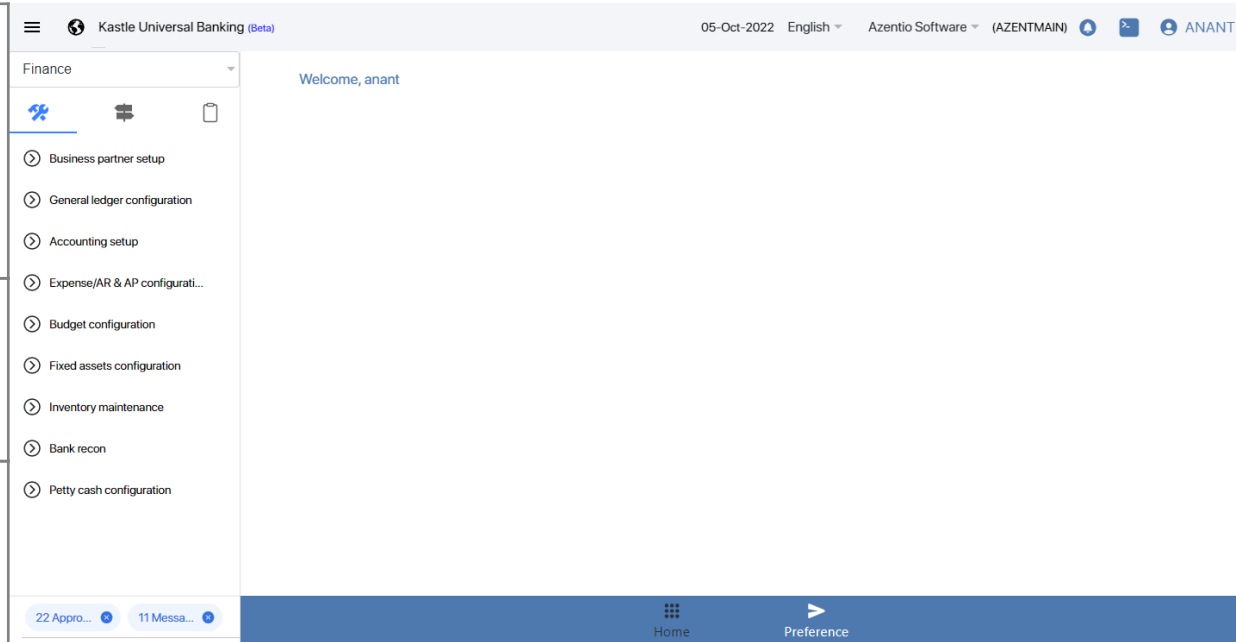 Kastle Universal Banking (Beta) 05-Oct-2022 English Azentio Software (AZENTMAIN) ANANT
Finance
Welcome, anant
Business partner setup
General ledger configuration
Accounting setup
Expense/AR & AP configurati...
Budget configuration
Fixed assets configuration
Inventory maintenance
Bank recon
Petty cash configuration
22 Appro... 11 Messa...
Home Preference